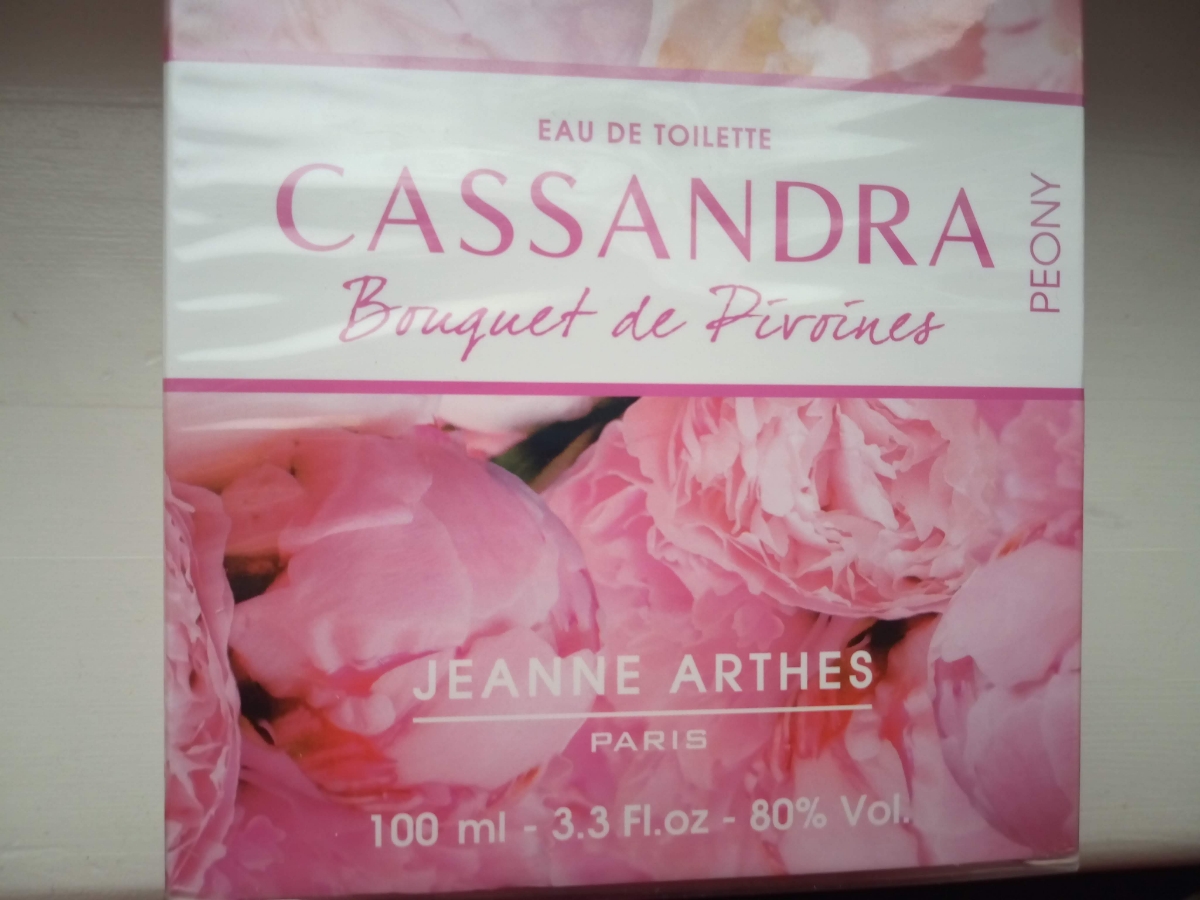 EAU DE TOILETTE
CASSANDRA
Bouquet de Pivoines
PEONY
JEANNE ARTHES
PARIS
100 ml - 3.3 Fl.oz - 80% Vol.